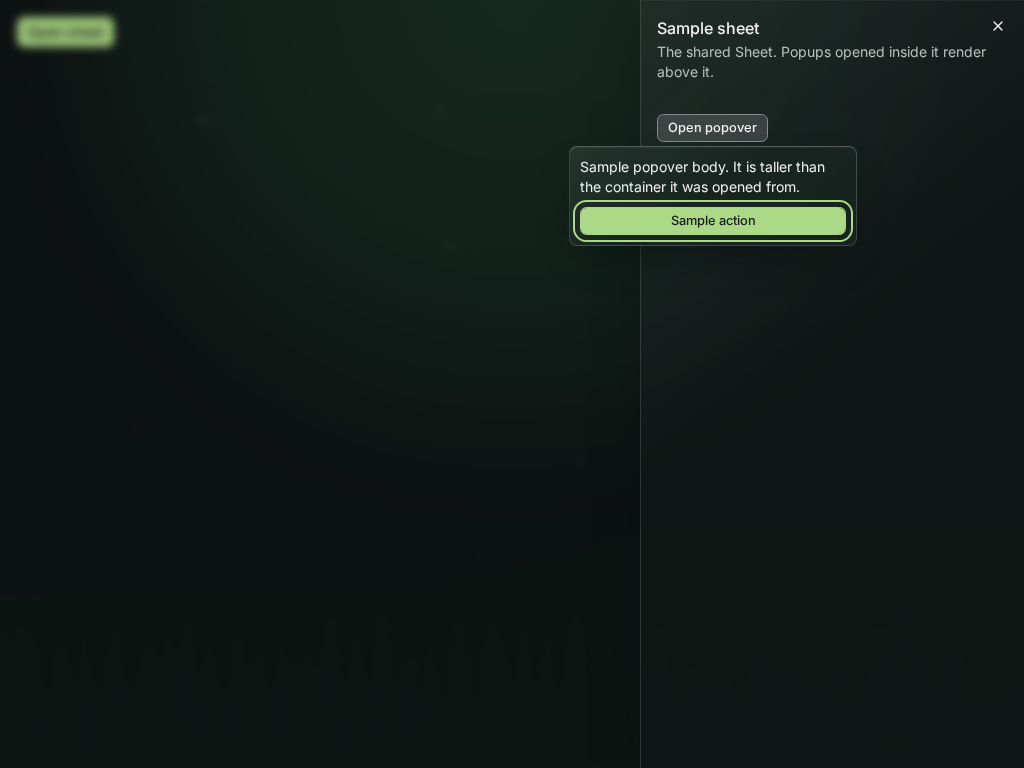 Sample sheet
The shared Sheet. Popups opened inside it render
above it.
Open popover
Sample popover body. It is taller than
the container it was opened from.
Sample action